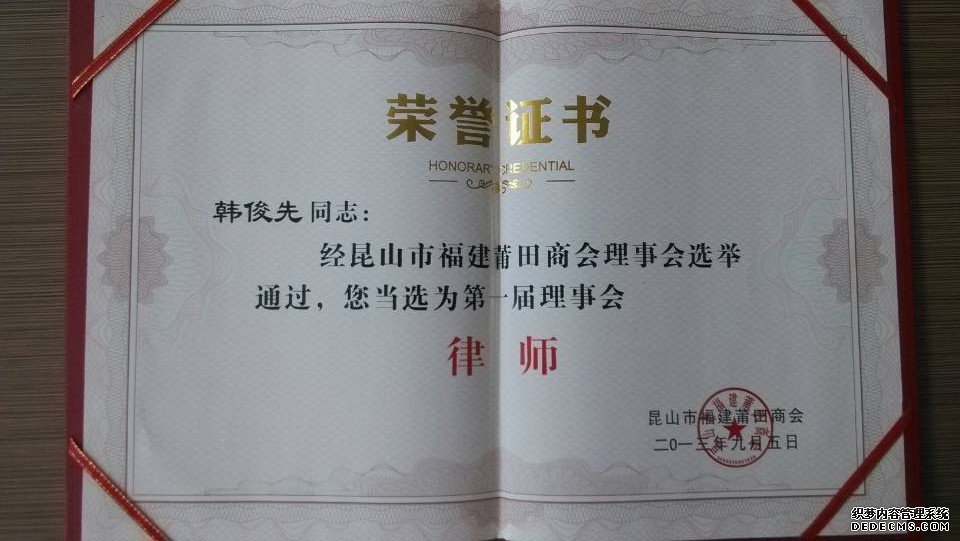 荣誉证书
HONORARY CREDENTIAL
韩俊先同志：
经昆山市福建莆田商会理事会选举
通过，您当选为第一届理事会
律 师
昆山市福建莆田商会
二0一三年九月五日
织梦内容管理系统
DEDECMS.COM